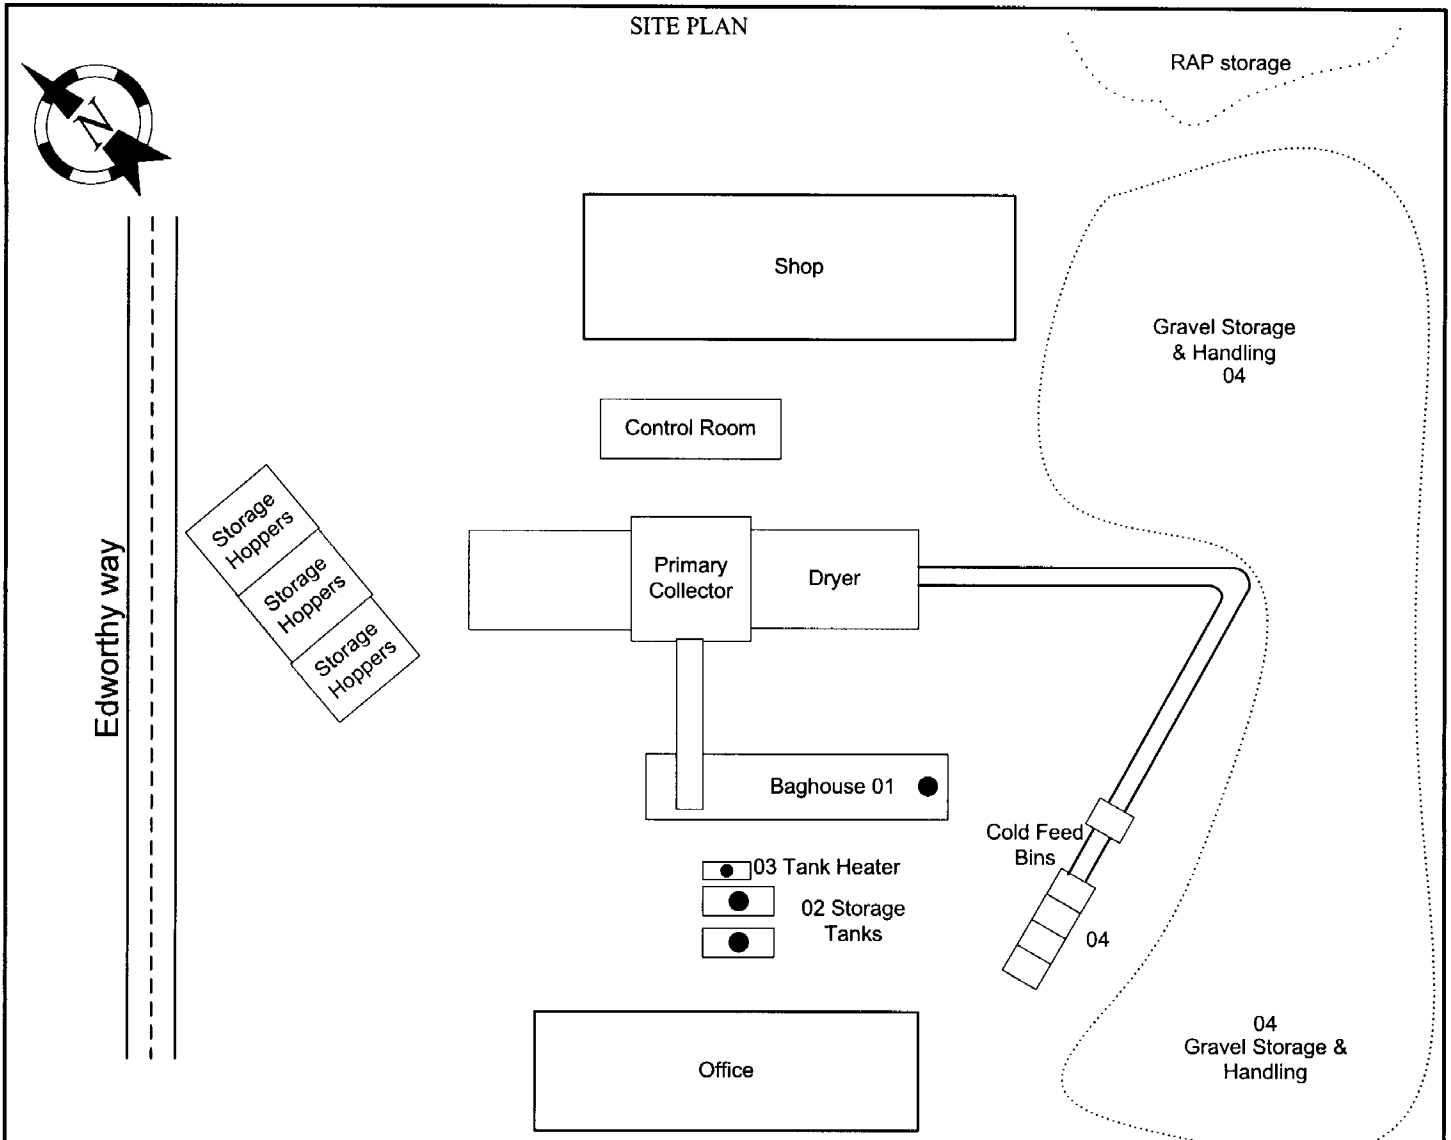 SITE PLAN
RAP storage
N
Shop
Gravel Storage
& Handling
04
Control Room
Storage
Hoppers
Storage
Hoppers
Storage
Hoppers
Edworthy way
Primary
Collector
Dryer
Baghouse 01
Cold Feed
Bins
03 Tank Heater
02 Storage
Tanks
04
04
Gravel Storage &
Handling
Office